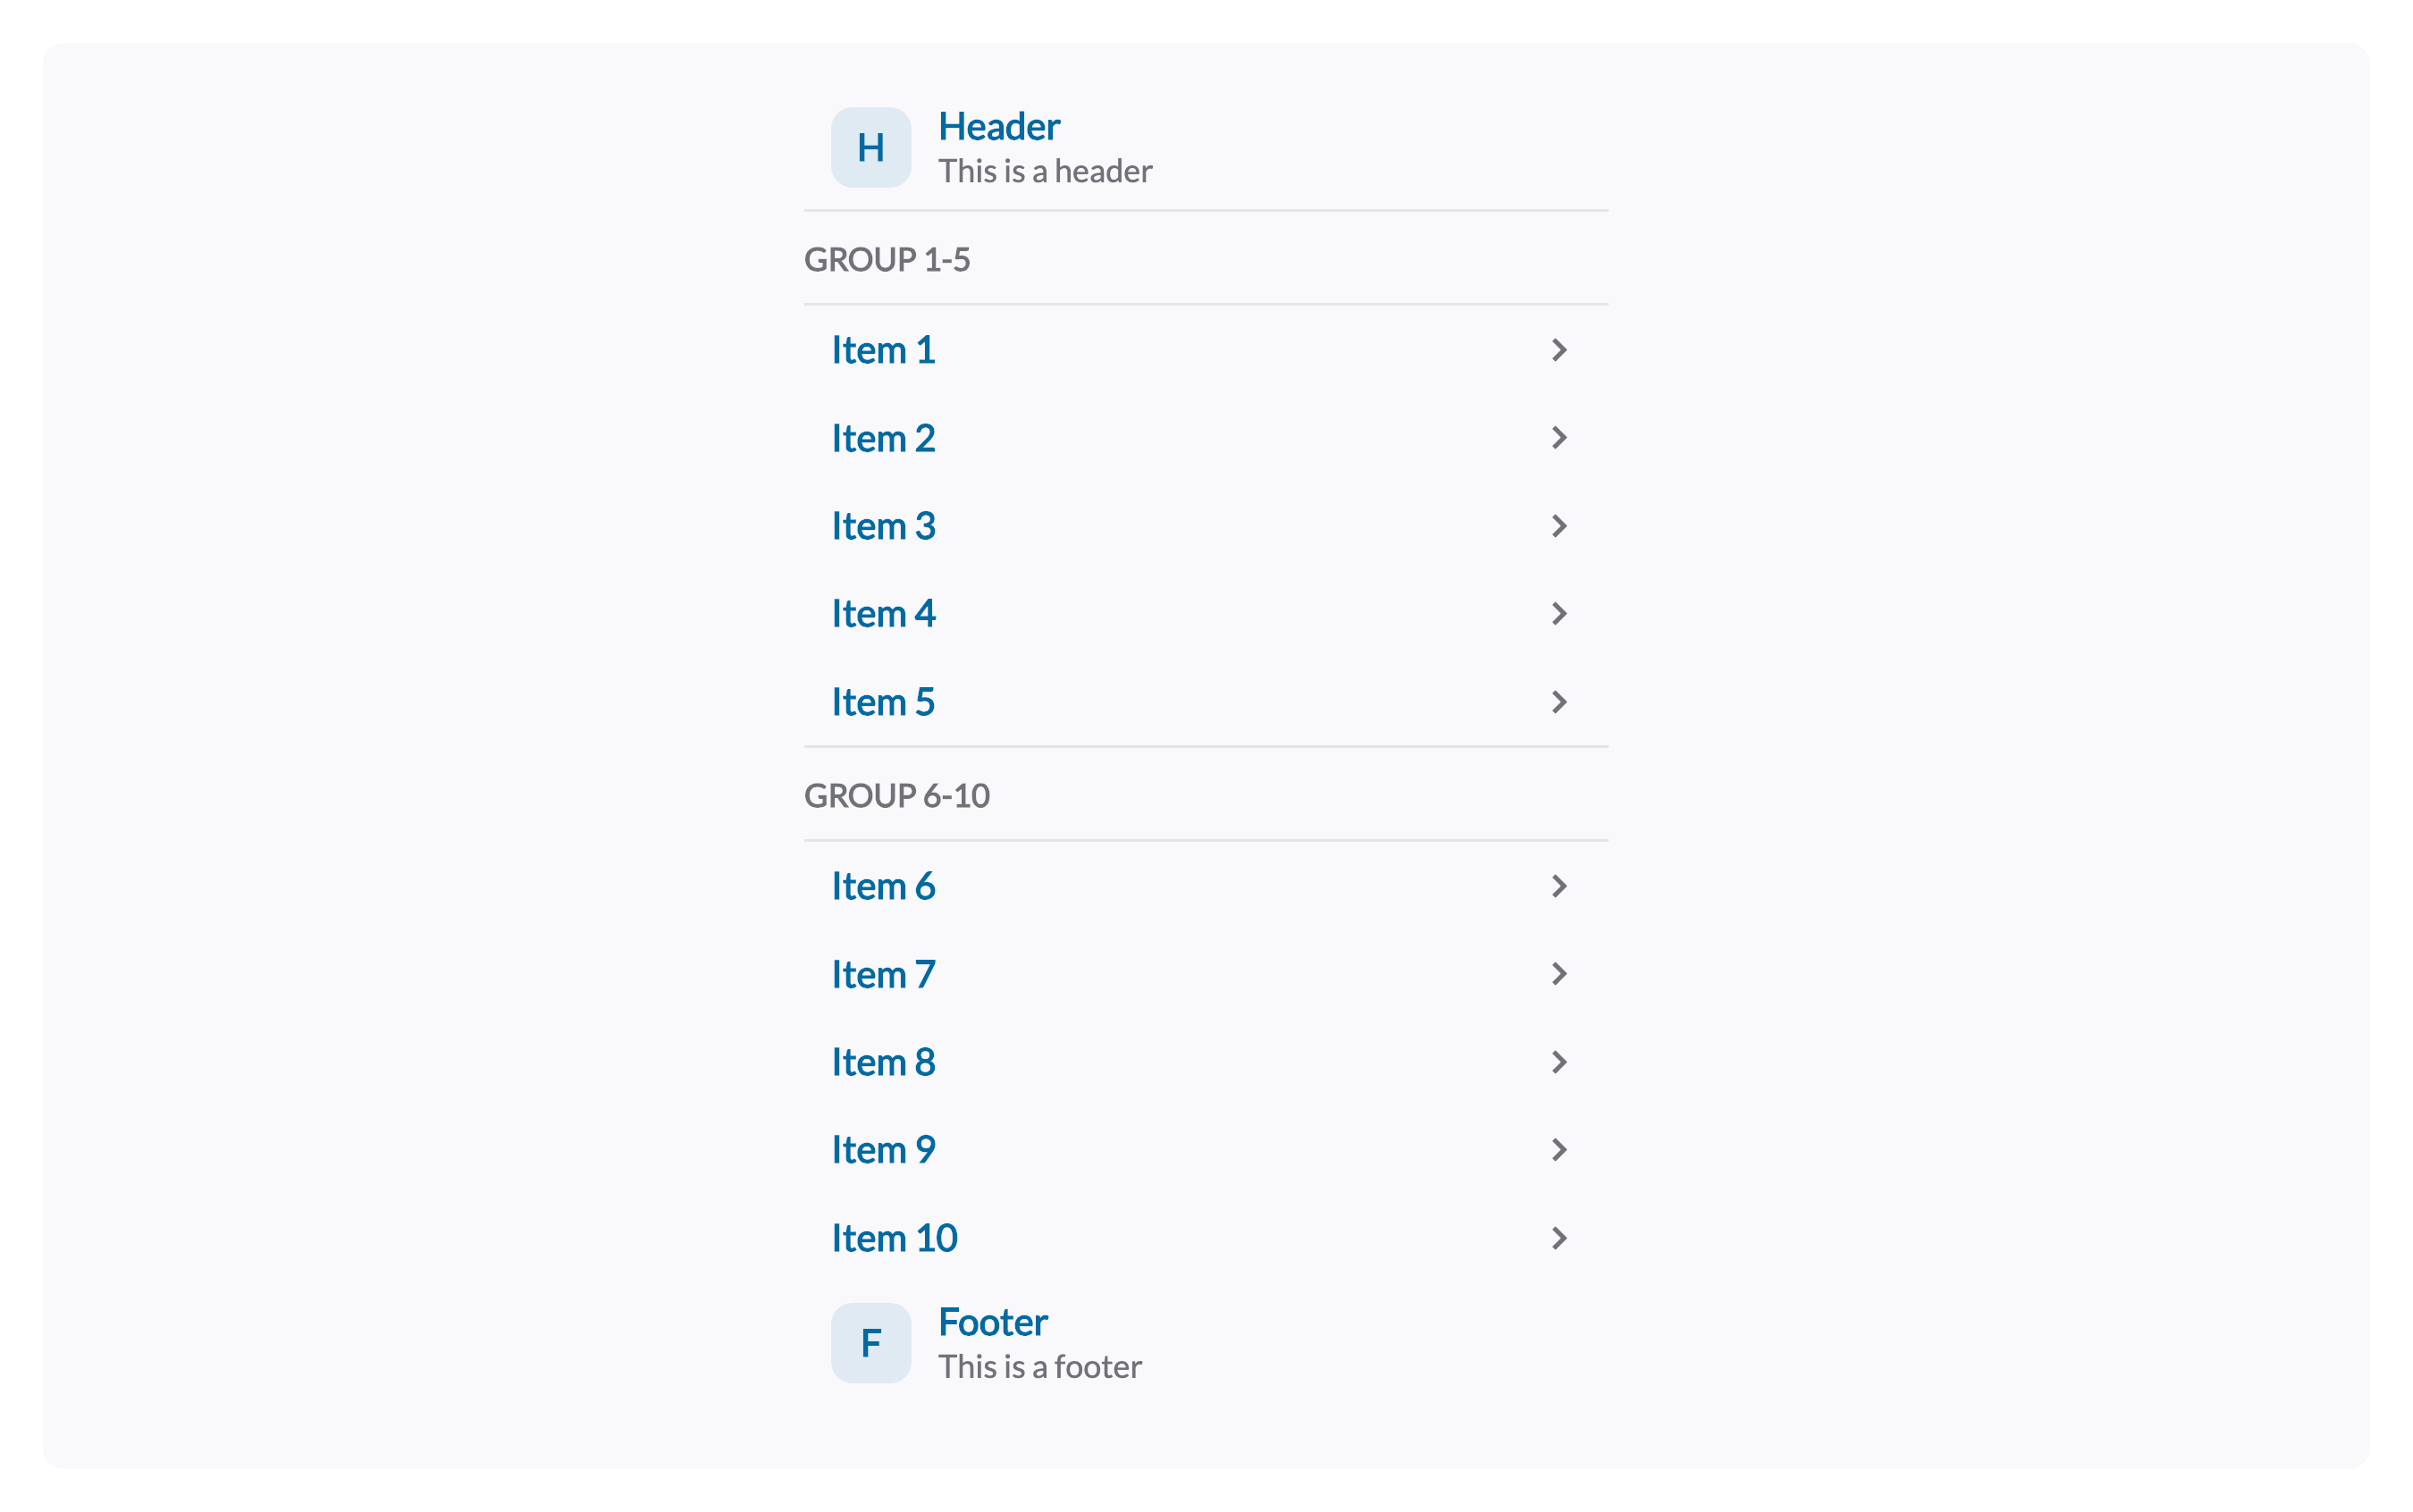 H
Header
This is a header
GROUP 1-5
Item 1
Item 2
Item 3
Item 4
Item 5
GROUP 6-10
Item 6
Item 7
Item 8
Item 9
Item 10
F
Footer
This is a footer